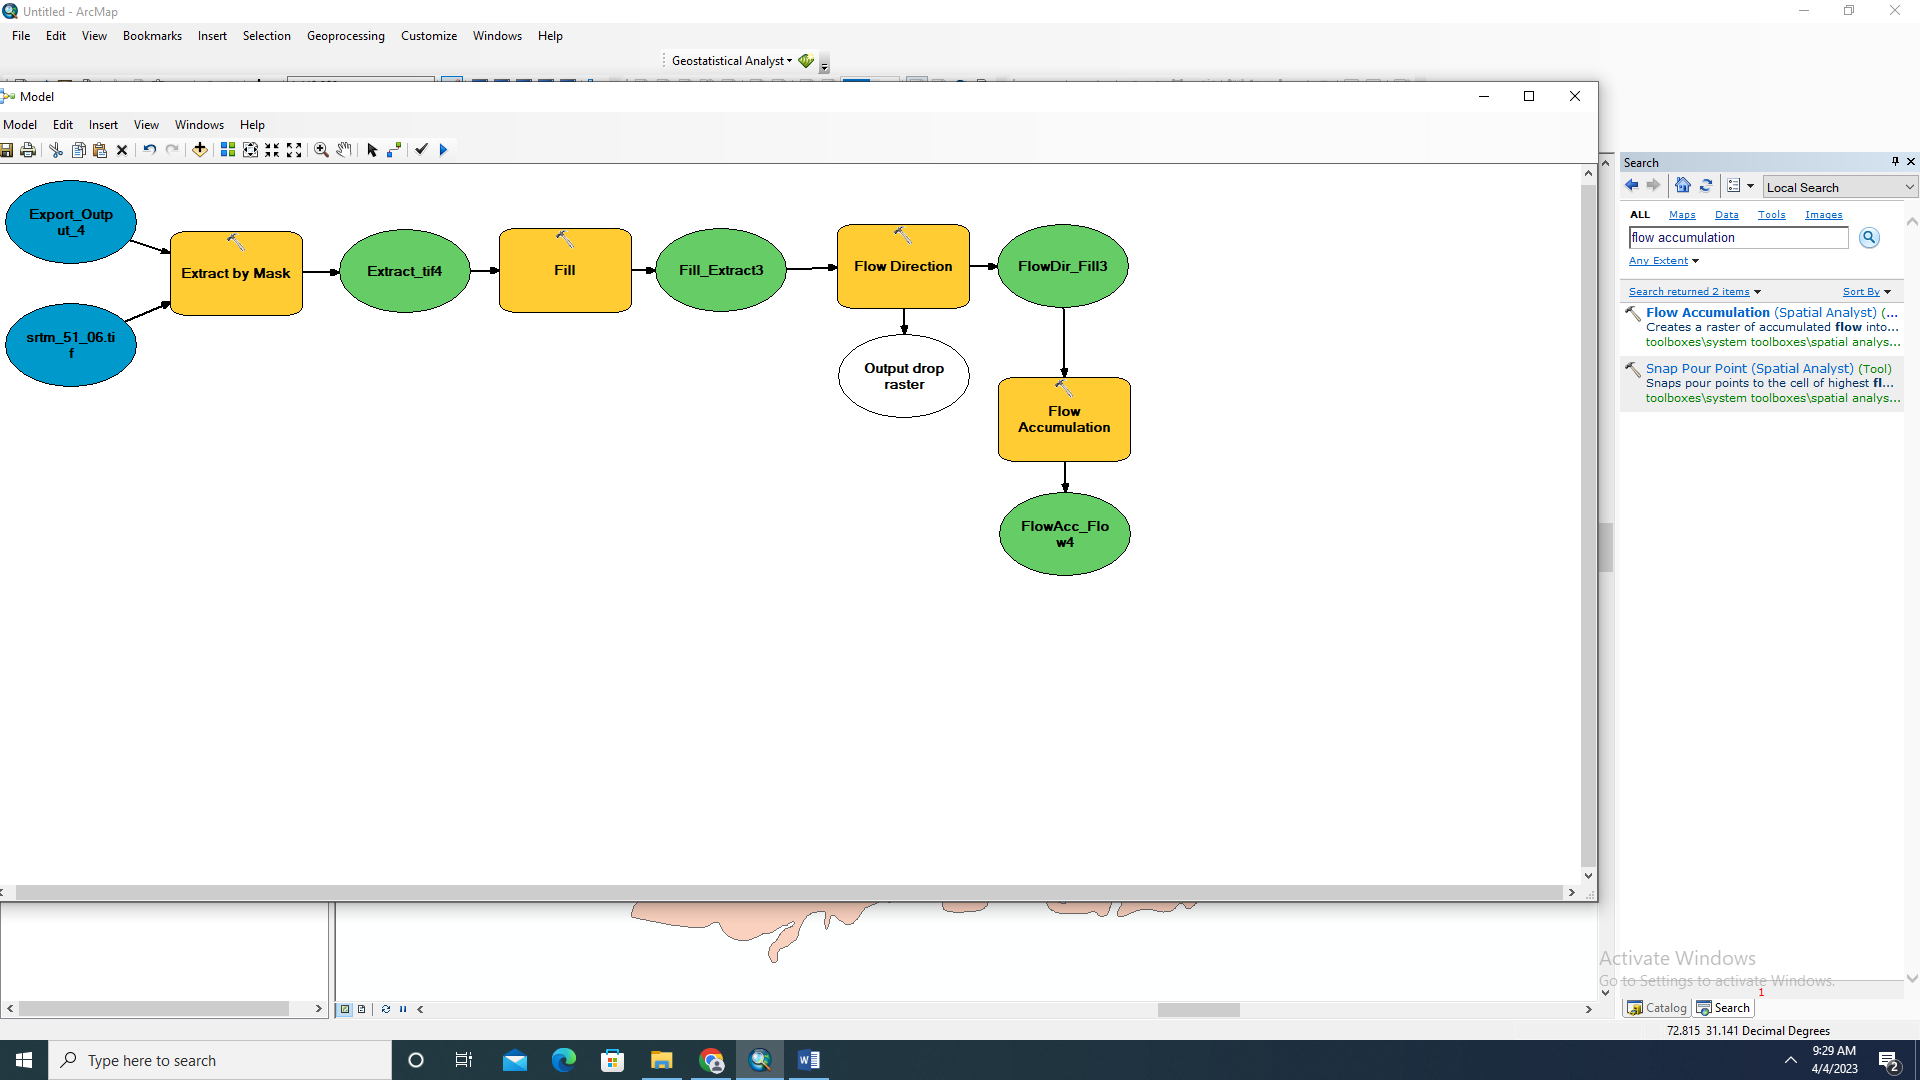 Untitled - ArcMap
File Edit View Bookmarks Insert Selection Geoprocessing Customize Windows Help
Geostatistical Analyst
Model
Model Edit Insert View Windows Help
Export_Outp
ut_4
srtm_51_06.ti
f
Extract by Mask
Extract_tif4
Fill
Fill_Extract3
Flow Direction
FlowDir_Fill3
Output drop
raster
Flow
Accumulation
FlowAcc_Flo
w4
Search
Local Search
ALL Maps Data Tools Images
flow accumulation
Any Extent
Search returned 2 items Sort By
Flow Accumulation (Spatial Analyst) (...
Creates a raster of accumulated flow into...
toolboxes\system toolboxes\spatial analys...
Snap Pour Point (Spatial Analyst) (Tool)
Snaps pour points to the cell of highest fl...
toolboxes\system toolboxes\spatial analys...
Activate Windows
Go to Settings to activate Windows.
1
Catalog Search
72.815 31.141 Decimal Degrees
Type here to search
9:29 AM
4/4/2023
2